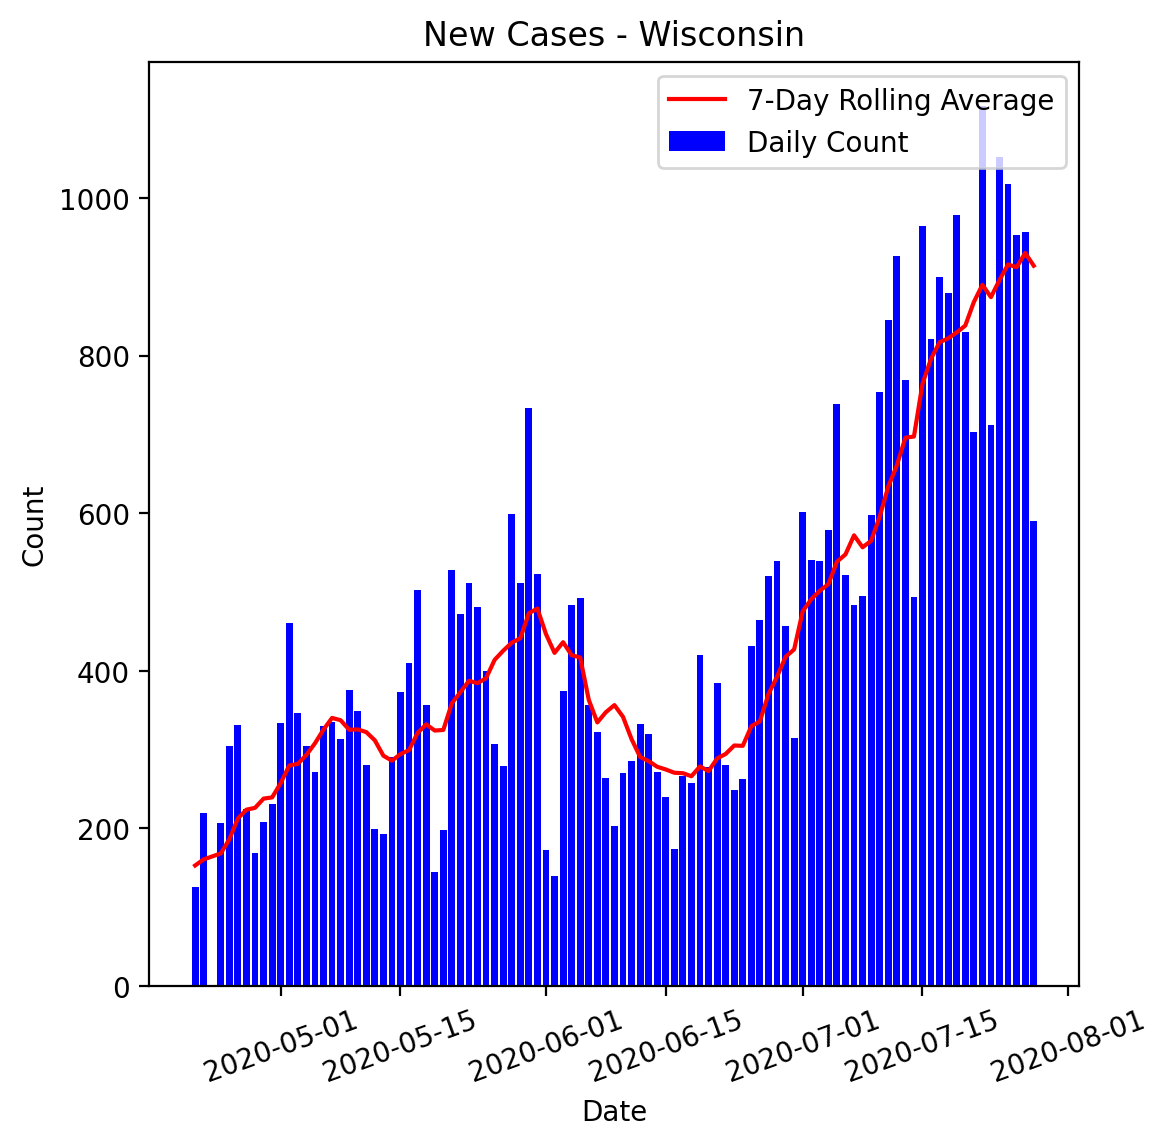 New Cases - Wisconsin
7-Day Rolling Average
Daily Count
1000
800
600
400
200
0
Count
2020-05-01
2020-05-15
2020-06-01
2020-06-15
2020-07-01
2020-07-15
2020-08-01
Date